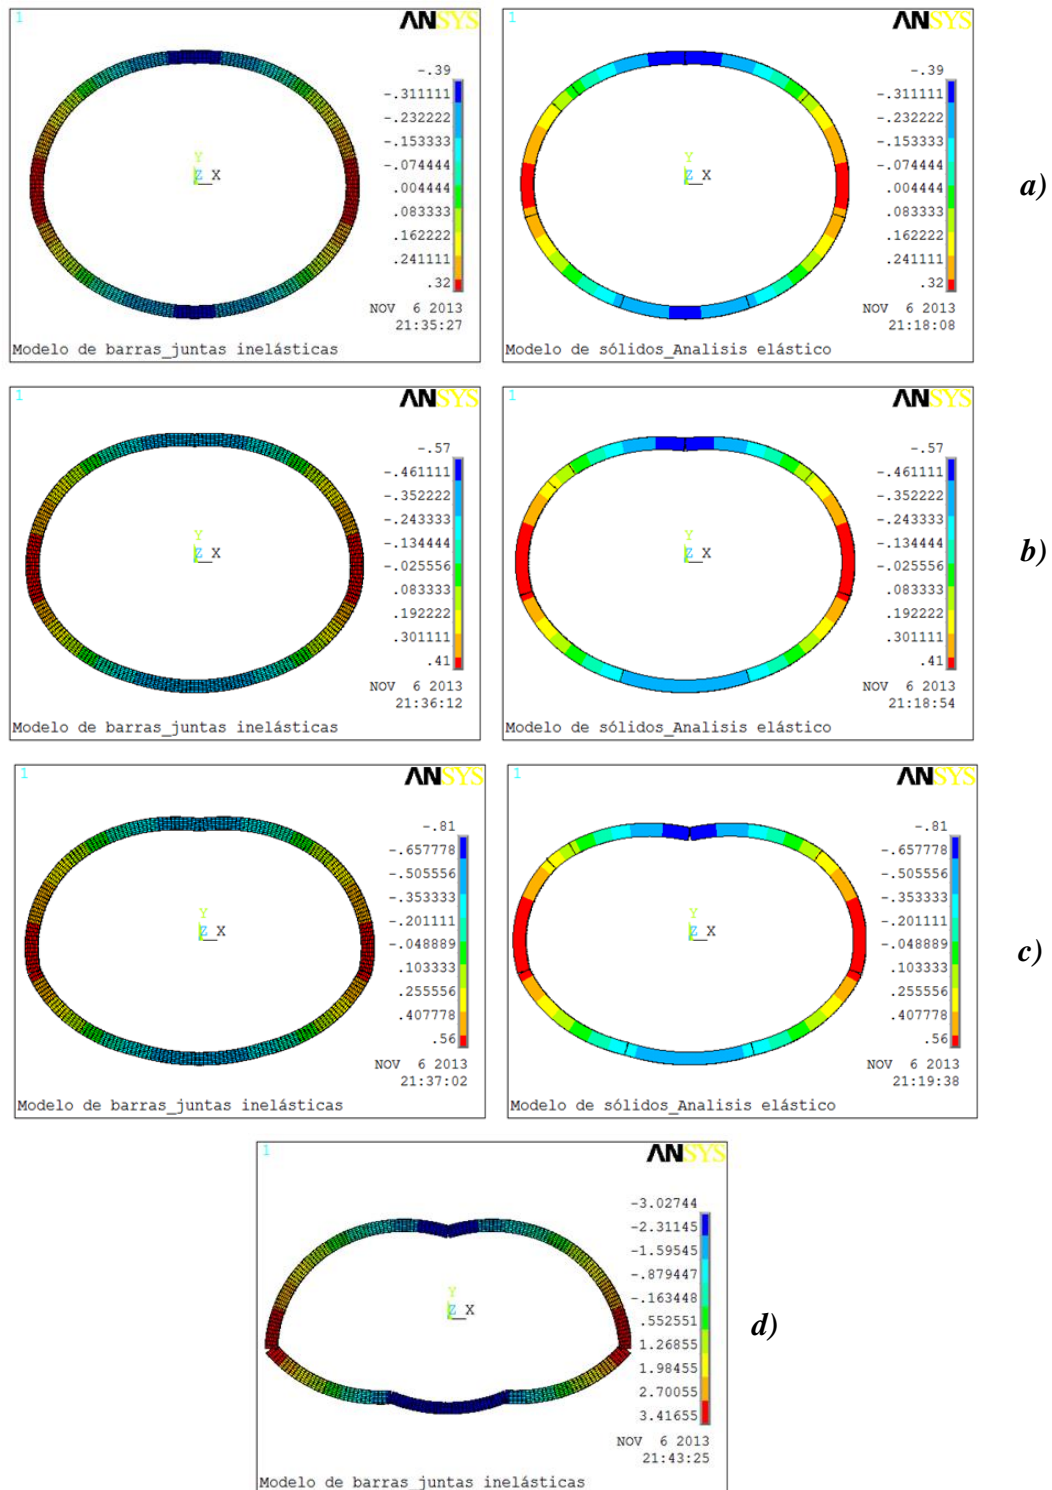 1
ANSYS
-.39
-.311111
-.232222
-.153333
-.074444
.004444
.083333
.162222
.241111
.32
Y
Z X
NOV 6 2013
21:35:27
Modelo de barras_juntas inelásticas
1
ANSYS
-.39
-.311111
-.232222
-.153333
-.074444
.004444
.083333
.162222
.241111
.32
Y
Z X
NOV 6 2013
21:18:08
Modelo de sólidos_Analisis elástico
a)
1
ANSYS
-.57
-.461111
-.352222
-.243333
-.134444
-.025556
.083333
.192222
.301111
.41
Y
Z X
NOV 6 2013
21:36:12
Modelo de barras_juntas inelásticas
1
ANSYS
-.57
-.461111
-.352222
-.243333
-.134444
-.025556
.083333
.192222
.301111
.41
Y
Z X
NOV 6 2013
21:18:54
Modelo de sólidos_Analisis elástico
b)
1
ANSYS
-.81
-.657778
-.505556
-.353333
-.201111
-.048889
.103333
.255556
.407778
.56
Y
Z X
NOV 6 2013
21:37:02
Modelo de barras_juntas inelásticas
1
ANSYS
-.81
-.657778
-.505556
-.353333
-.201111
-.048889
.103333
.255556
.407778
.56
Y
Z X
NOV 6 2013
21:19:38
Modelo de sólidos_Analisis elástico
c)
1
ANSYS
-3.02744
-2.31145
-1.59545
-.879447
-.163448
.552551
1.26855
1.98455
2.70055
3.41655
Y
Z X
NOV 6 2013
21:43:25
Modelo de barras_juntas inelásticas
d)